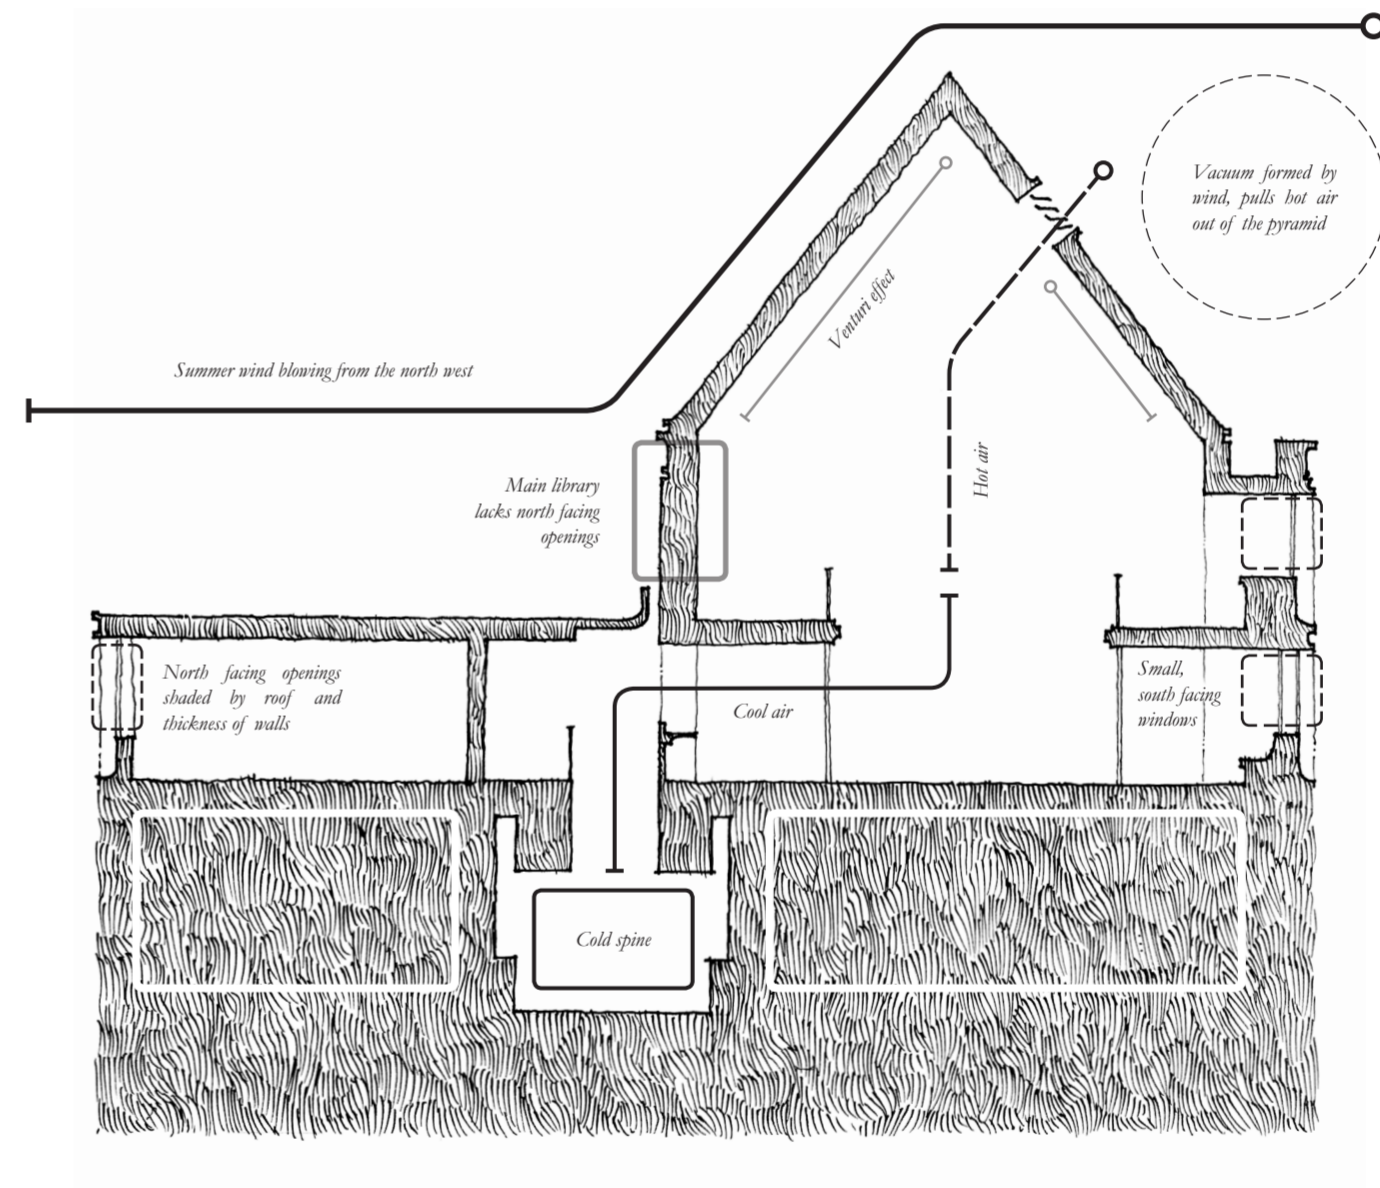 Vacuum formed by
wind, pulls hot air
out of the pyramid
Venturi effect
Summer wind blowing from the north west
Hot air
Main library
lacks north facing
openings
North facing openings
shaded by roof and
thickness of walls
Small,
south facing
windows
Cool air
Cold spine